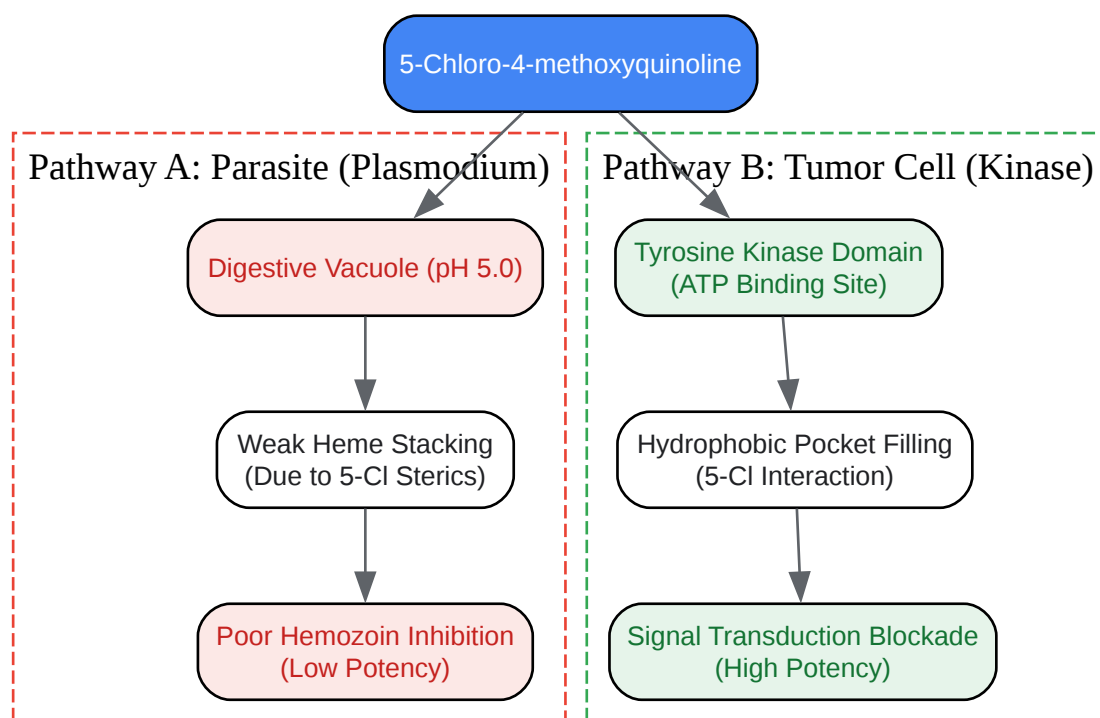 5-Chloro-4-methoxyquinoline
Pathway A: Parasite (Plasmodium)
Digestive Vacuole (pH 5.0)
Weak Heme Stacking
(Due to 5-Cl Sterics)
Poor Hemozoin Inhibition
(Low Potency)
Pathway B: Tumor Cell (Kinase)
Tyrosine Kinase Domain
(ATP Binding Site)
Hydrophobic Pocket Filling
(5-Cl Interaction)
Signal Transduction Blockade
(High Potency)